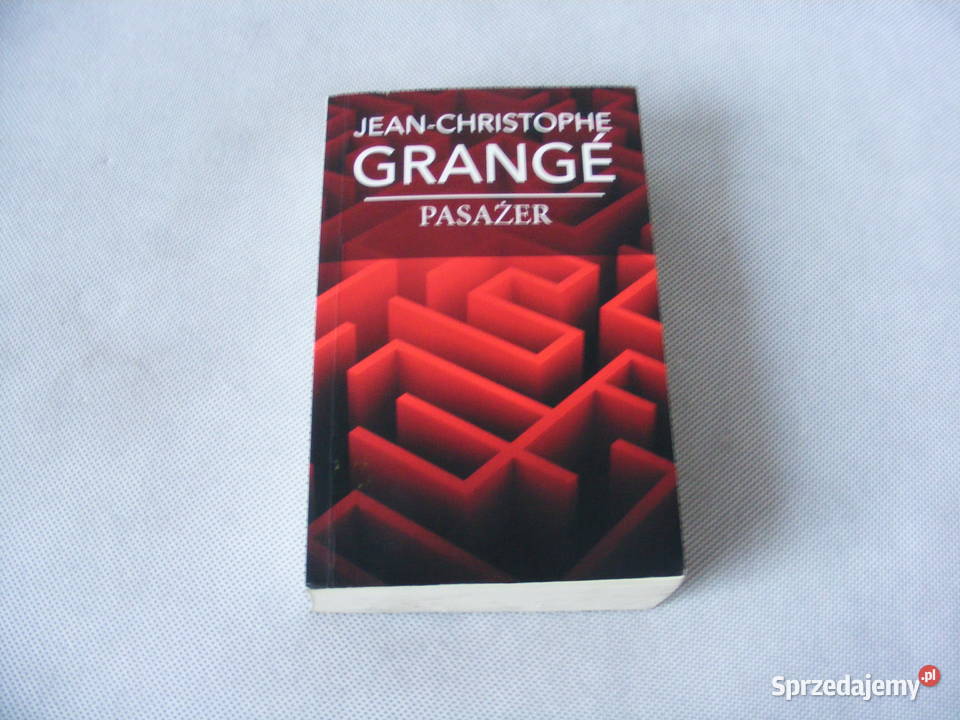 JEAN-CHRISTOPHE
GRANGÉ
PASAŻER
Sprzedajemy.pl